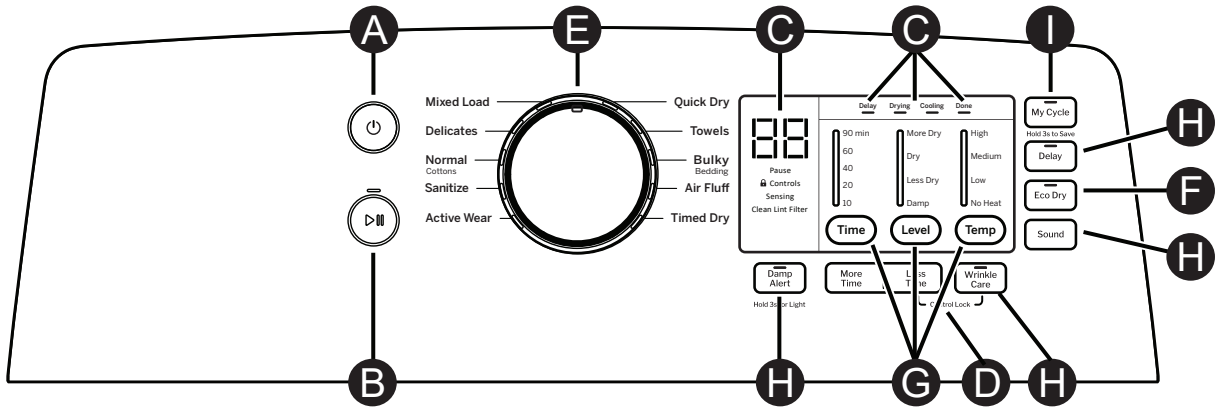 A
E
C
C
I
Mixed Load
Delicates
Normal
Cottons
Sanitize
Active Wear
Quick Dry
Towels
Bulky
Bedding
Air Fluff
Timed Dry
88
Pause
Controls
Sensing
Clean Lint Filter
Delay Drying Cooling Done
90 min
60
40
20
10
Time
More Dry
Dry
Less Dry
Damp
Level
High
Medium
Low
No Heat
Temp
My Cycle
Hold 3s to Save
Delay
H
Eco Dry
F
Sound
H
Damp
Alert
Hold 3s for Light
More
Time
Less
Time
Wrinkle
Care
Control Lock
B
H
G
D
H